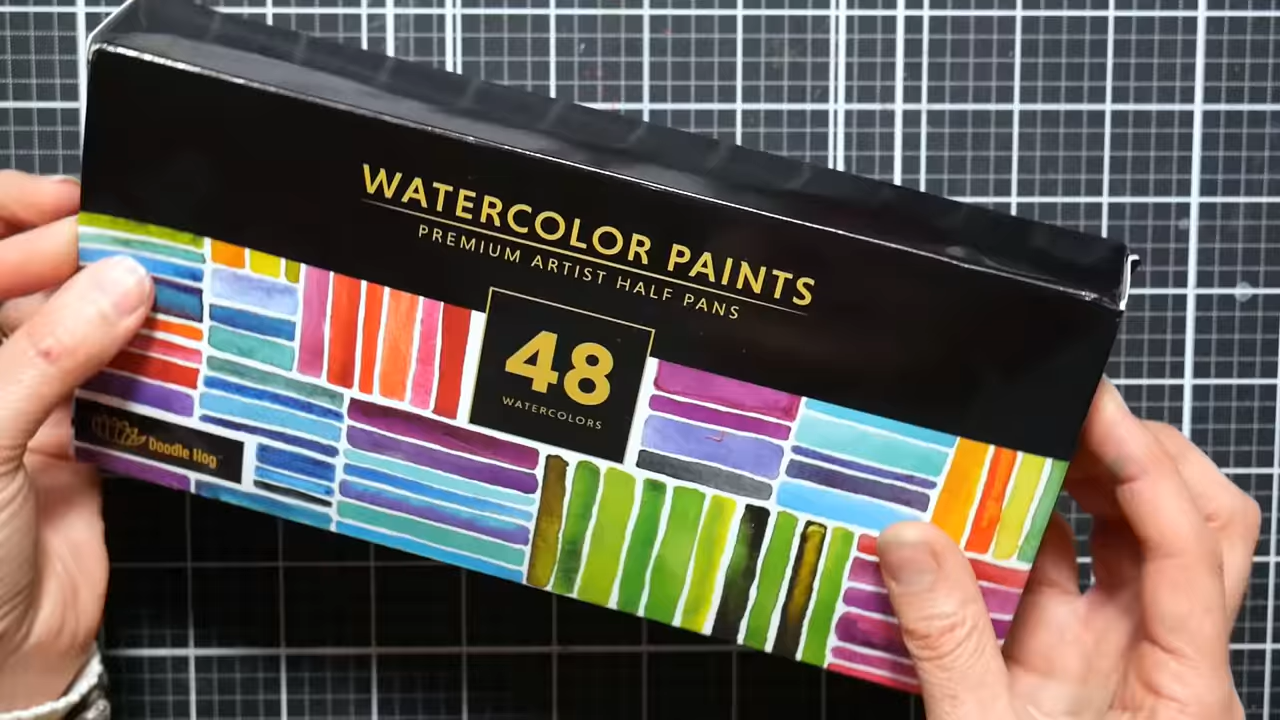 WATERCOLOR PAINTS
PREMIUM ARTIST HALF PANS
48
WATERCOLORS
Doodle Hog